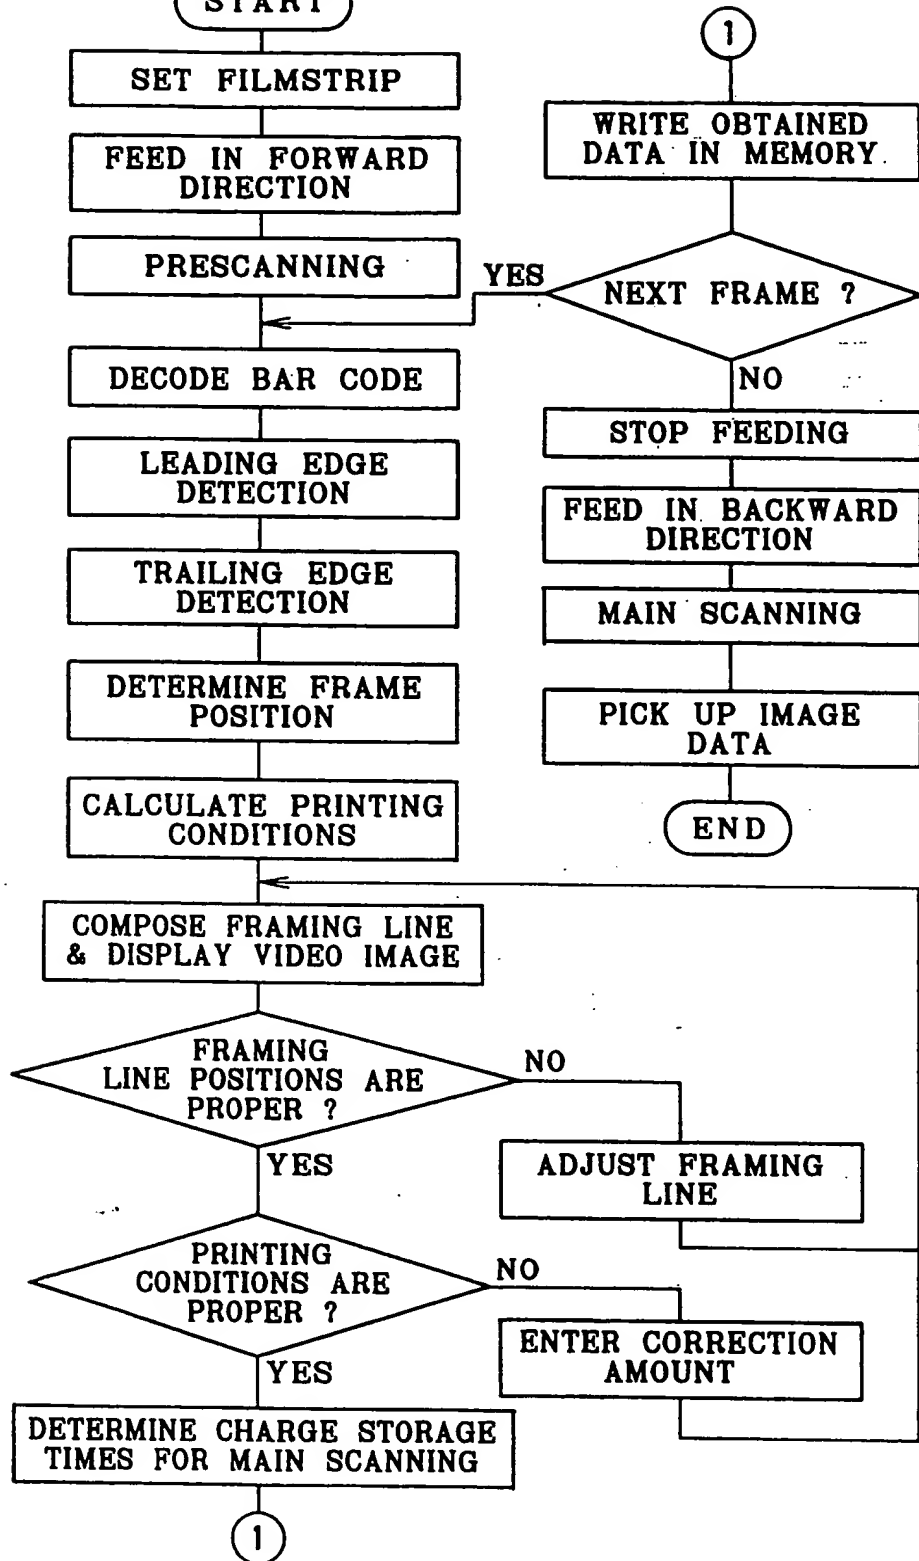 START
SET FILMSTRIP
FEED IN FORWARD
DIRECTION
PRESCANNING
DECODE BAR CODE
LEADING EDGE
DETECTION
TRAILING EDGE
DETECTION
DETERMINE FRAME
POSITION
CALCULATE PRINTING
CONDITIONS
COMPOSE FRAMING LINE
& DISPLAY VIDEO IMAGE
FRAMING
LINE POSITIONS ARE
PROPER ?
NO
YES
ADJUST FRAMING
LINE
PRINTING
CONDITIONS ARE
PROPER ?
NO
YES
ENTER CORRECTION
AMOUNT
DETERMINE CHARGE STORAGE
TIMES FOR MAIN SCANNING
1
1
WRITE OBTAINED
DATA IN MEMORY
NEXT FRAME ?
YES
NO
STOP FEEDING
FEED IN BACKWARD
DIRECTION
MAIN SCANNING
PICK UP IMAGE
DATA
END